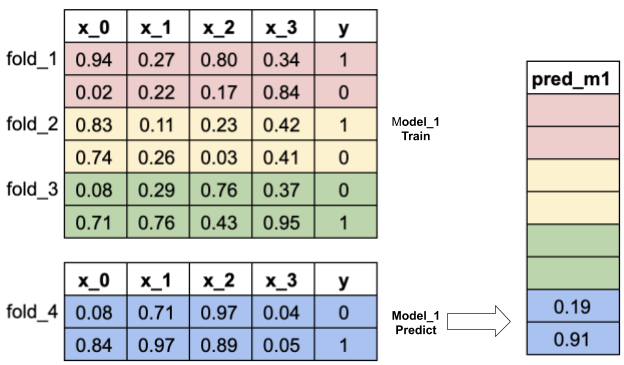 x_0 x_1 x_2 x_3 y
fold_1 0.94 0.27 0.80 0.34 1
0.02 0.22 0.17 0.84 0
fold_2 0.83 0.11 0.23 0.42 1
0.74 0.26 0.03 0.41 0
fold_3 0.08 0.29 0.76 0.37 0
0.71 0.76 0.43 0.95 1
Model_1
Train
x_0 x_1 x_2 x_3 y
fold_4 0.08 0.71 0.97 0.04 0
0.84 0.97 0.89 0.05 1
Model_1
Predict
pred_m1
0.19
0.91